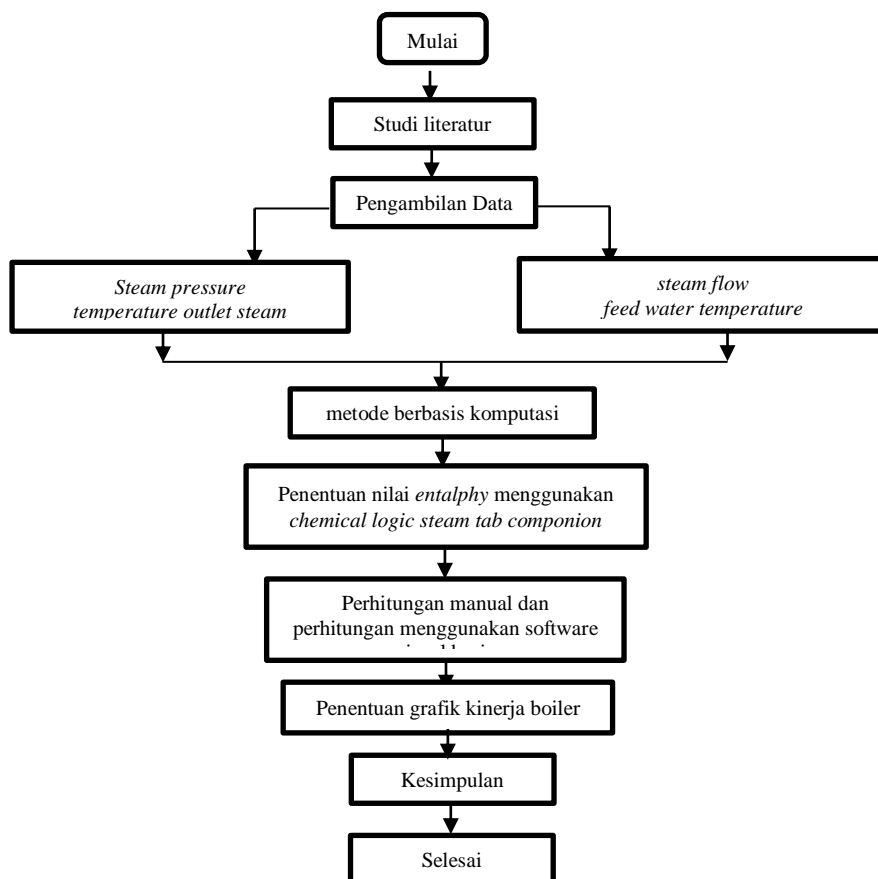 Mulai
Studi literatur
Pengambilan Data
Steam pressure
temperature outlet steam
steam flow
feed water temperature
metode berbasis komputasi
Penentuan nilai entalphy menggunakan
chemical logic steam tab componion
Perhitungan manual dan
perhitungan menggunakan software
Penentuan grafik kinerja boiler
Kesimpulan
Selesai